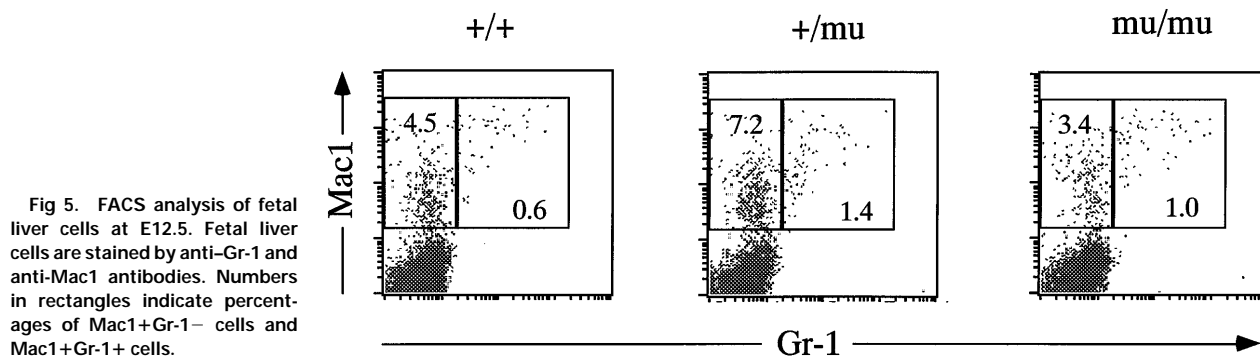 +/+ +/mu mu/mu
Mac1
4.5 7.2 3.4
0.6 1.4 1.0
Gr-1
Fig 5. FACS analysis of fetal
liver cells at E12.5. Fetal liver
cells are stained by anti–Gr-1 and
anti-Mac1 antibodies. Numbers
in rectangles indicate percent-
ages of Mac1+Gr-1− cells and
Mac1+Gr-1+ cells.